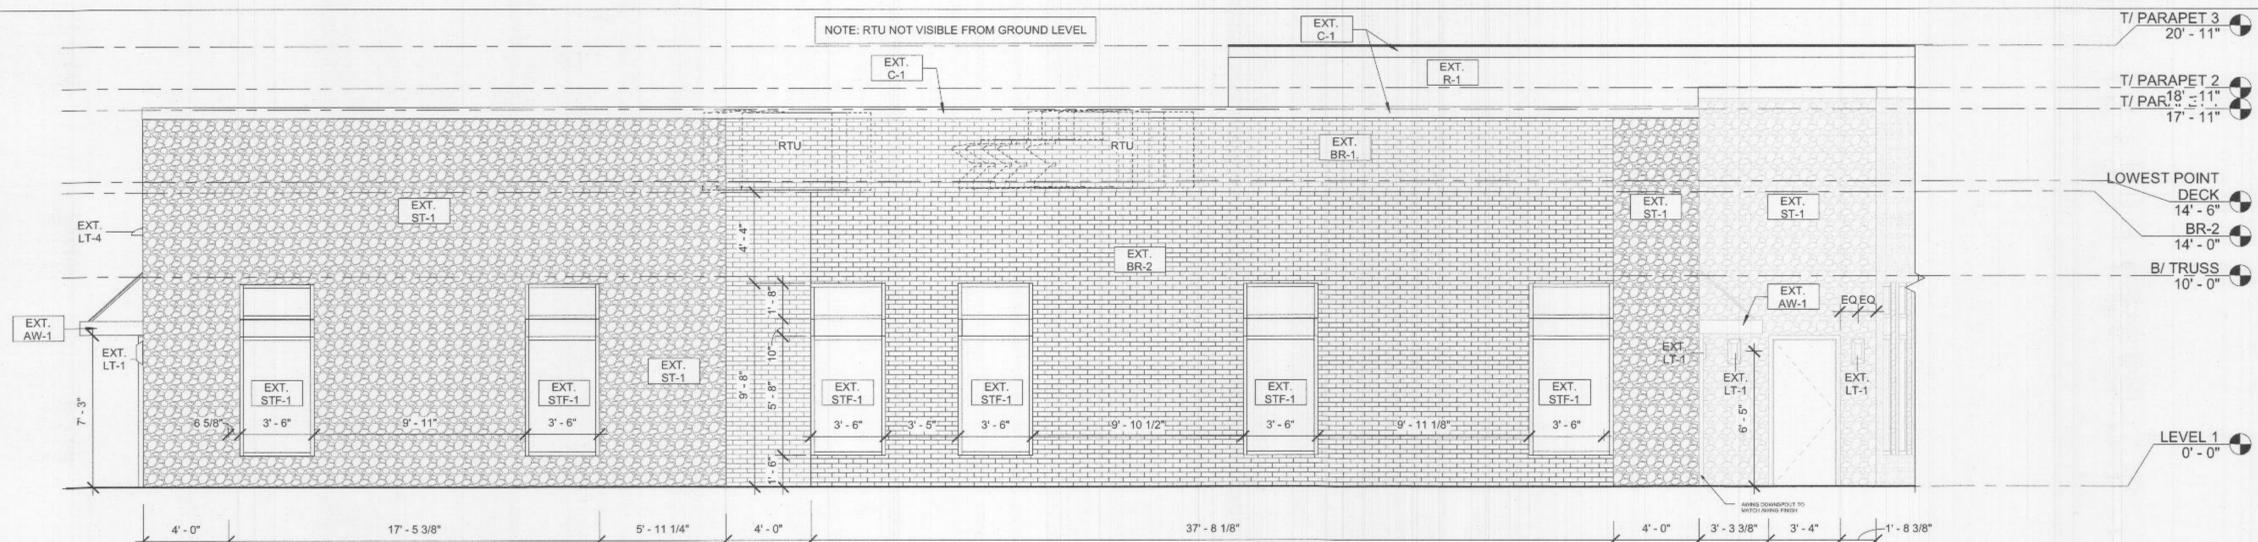 NOTE: RTU NOT VISIBLE FROM GROUND LEVEL
EXT.
C-1
T/ PARAPET 3
20' - 11"
EXT.
C-1
EXT.
R-1
T/ PARAPET 2
18' - 11"
17' - 11"
RTU
RTU
EXT.
BR-1
EXT.
ST-1
EXT.
ST-1
EXT.
ST-1
LOWEST POINT
DECK
14' - 6"
EXT.
LT-4
4' - 4"
BR-2
14' - 0"
EXT.
BR-2
B/ TRUSS
10' - 0"
EXT.
AW-1
EXT.
LT-1
7' - 3"
1' - 8"
10"
5' - 8"
9' - 8"
1' - 6"
EXT.
AW-1
EQ EQ
EXT.
LT-1
EXT.
LT-1
EXT.
LT-1
6' - 5"
EXT.
ST-1
EXT.
STF-1
EXT.
STF-1
EXT.
STF-1
EXT.
STF-1
EXT.
STF-1
EXT.
STF-1
6 5/8"
3' - 6"
9' - 11"
3' - 6"
3' - 6"
3' - 5"
3' - 6"
9' - 10 1/2"
3' - 6"
9' - 11 1/8"
3' - 6"
LEVEL 1
0' - 0"
AWING DOWNSPOUT TO
MATCH AWING FINISH
4' - 0"
17' - 5 3/8"
5' - 11 1/4"
4' - 0"
37' - 8 1/8"
4' - 0"
3' - 3 3/8"
3' - 4"
1' - 8 3/8"